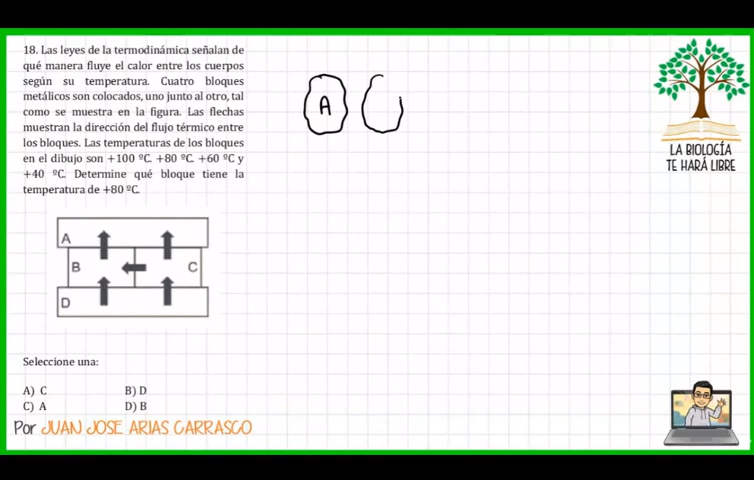 18. Las leyes de la termodinámica señalan de
qué manera fluye el calor entre los cuerpos
según su temperatura. Cuatro bloques
metálicos son colocados, uno junto al otro, tal
como se muestra en la figura. Las flechas
muestran la dirección del flujo térmico entre
los bloques. Las temperaturas de los bloques
en el dibujo son +100 ºC. +80 ºC. +60 ºC y
+40 ºC. Determine qué bloque tiene la
temperatura de +80 ºC.
A
B
C
D
Seleccione una:
A) C B) D
C) A D) B
Por JUAN JOSE ARIAS CARRASCO
A
LA BIOLOGÍA
TE HARÁ LIBRE